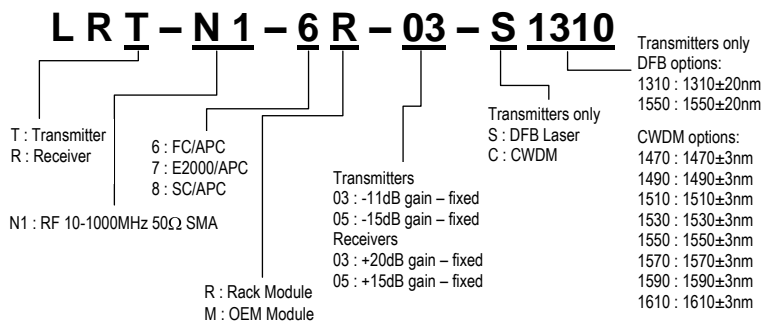 L R T – N 1 – 6 R – 03 – S 1310
T : Transmitter
R : Receiver
N1 : RF 10-1000MHz 50Ω SMA
6 : FC/APC
7 : E2000/APC
8 : SC/APC
R : Rack Module
M : OEM Module
Transmitters
03 : -11dB gain – fixed
05 : -15dB gain – fixed
Receivers
03 : +20dB gain – fixed
05 : +15dB gain – fixed
Transmitters only
S : DFB Laser
C : CWDM
Transmitters only
DFB options:
1310 : 1310±20nm
1550 : 1550±20nm
CWDM options:
1470 : 1470±3nm
1490 : 1490±3nm
1510 : 1510±3nm
1530 : 1530±3nm
1550 : 1550±3nm
1570 : 1570±3nm
1590 : 1590±3nm
1610 : 1610±3nm